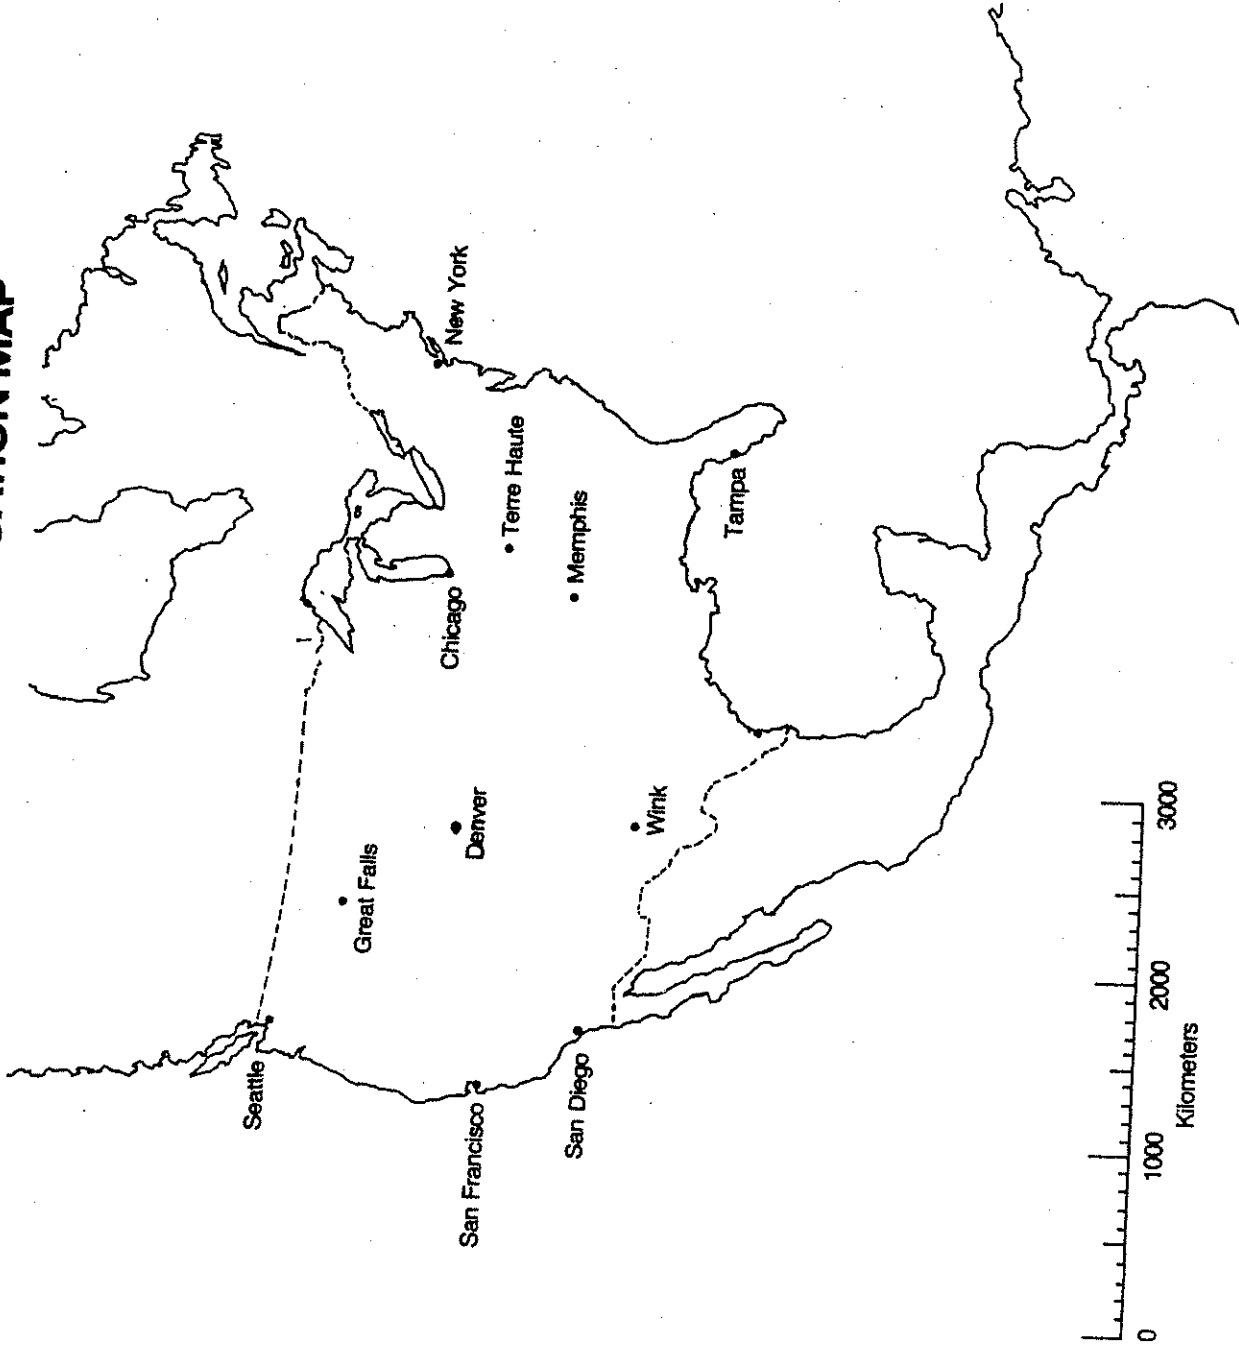 MAP
Seattle
Great Falls
New York
Chicago
San Francisco
Denver
Terre Haute
San Diego
Memphis
Wink
Tampa
0 1000 2000 3000
Kilometers